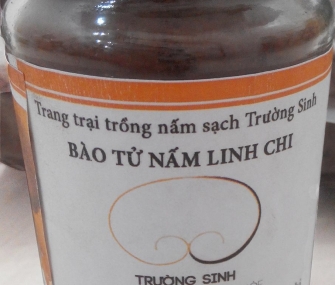 Trang trại trồng nấm sạch Trường Sinh
BÀO TỬ NẤM LINH CHI
TRƯỜNG SINH